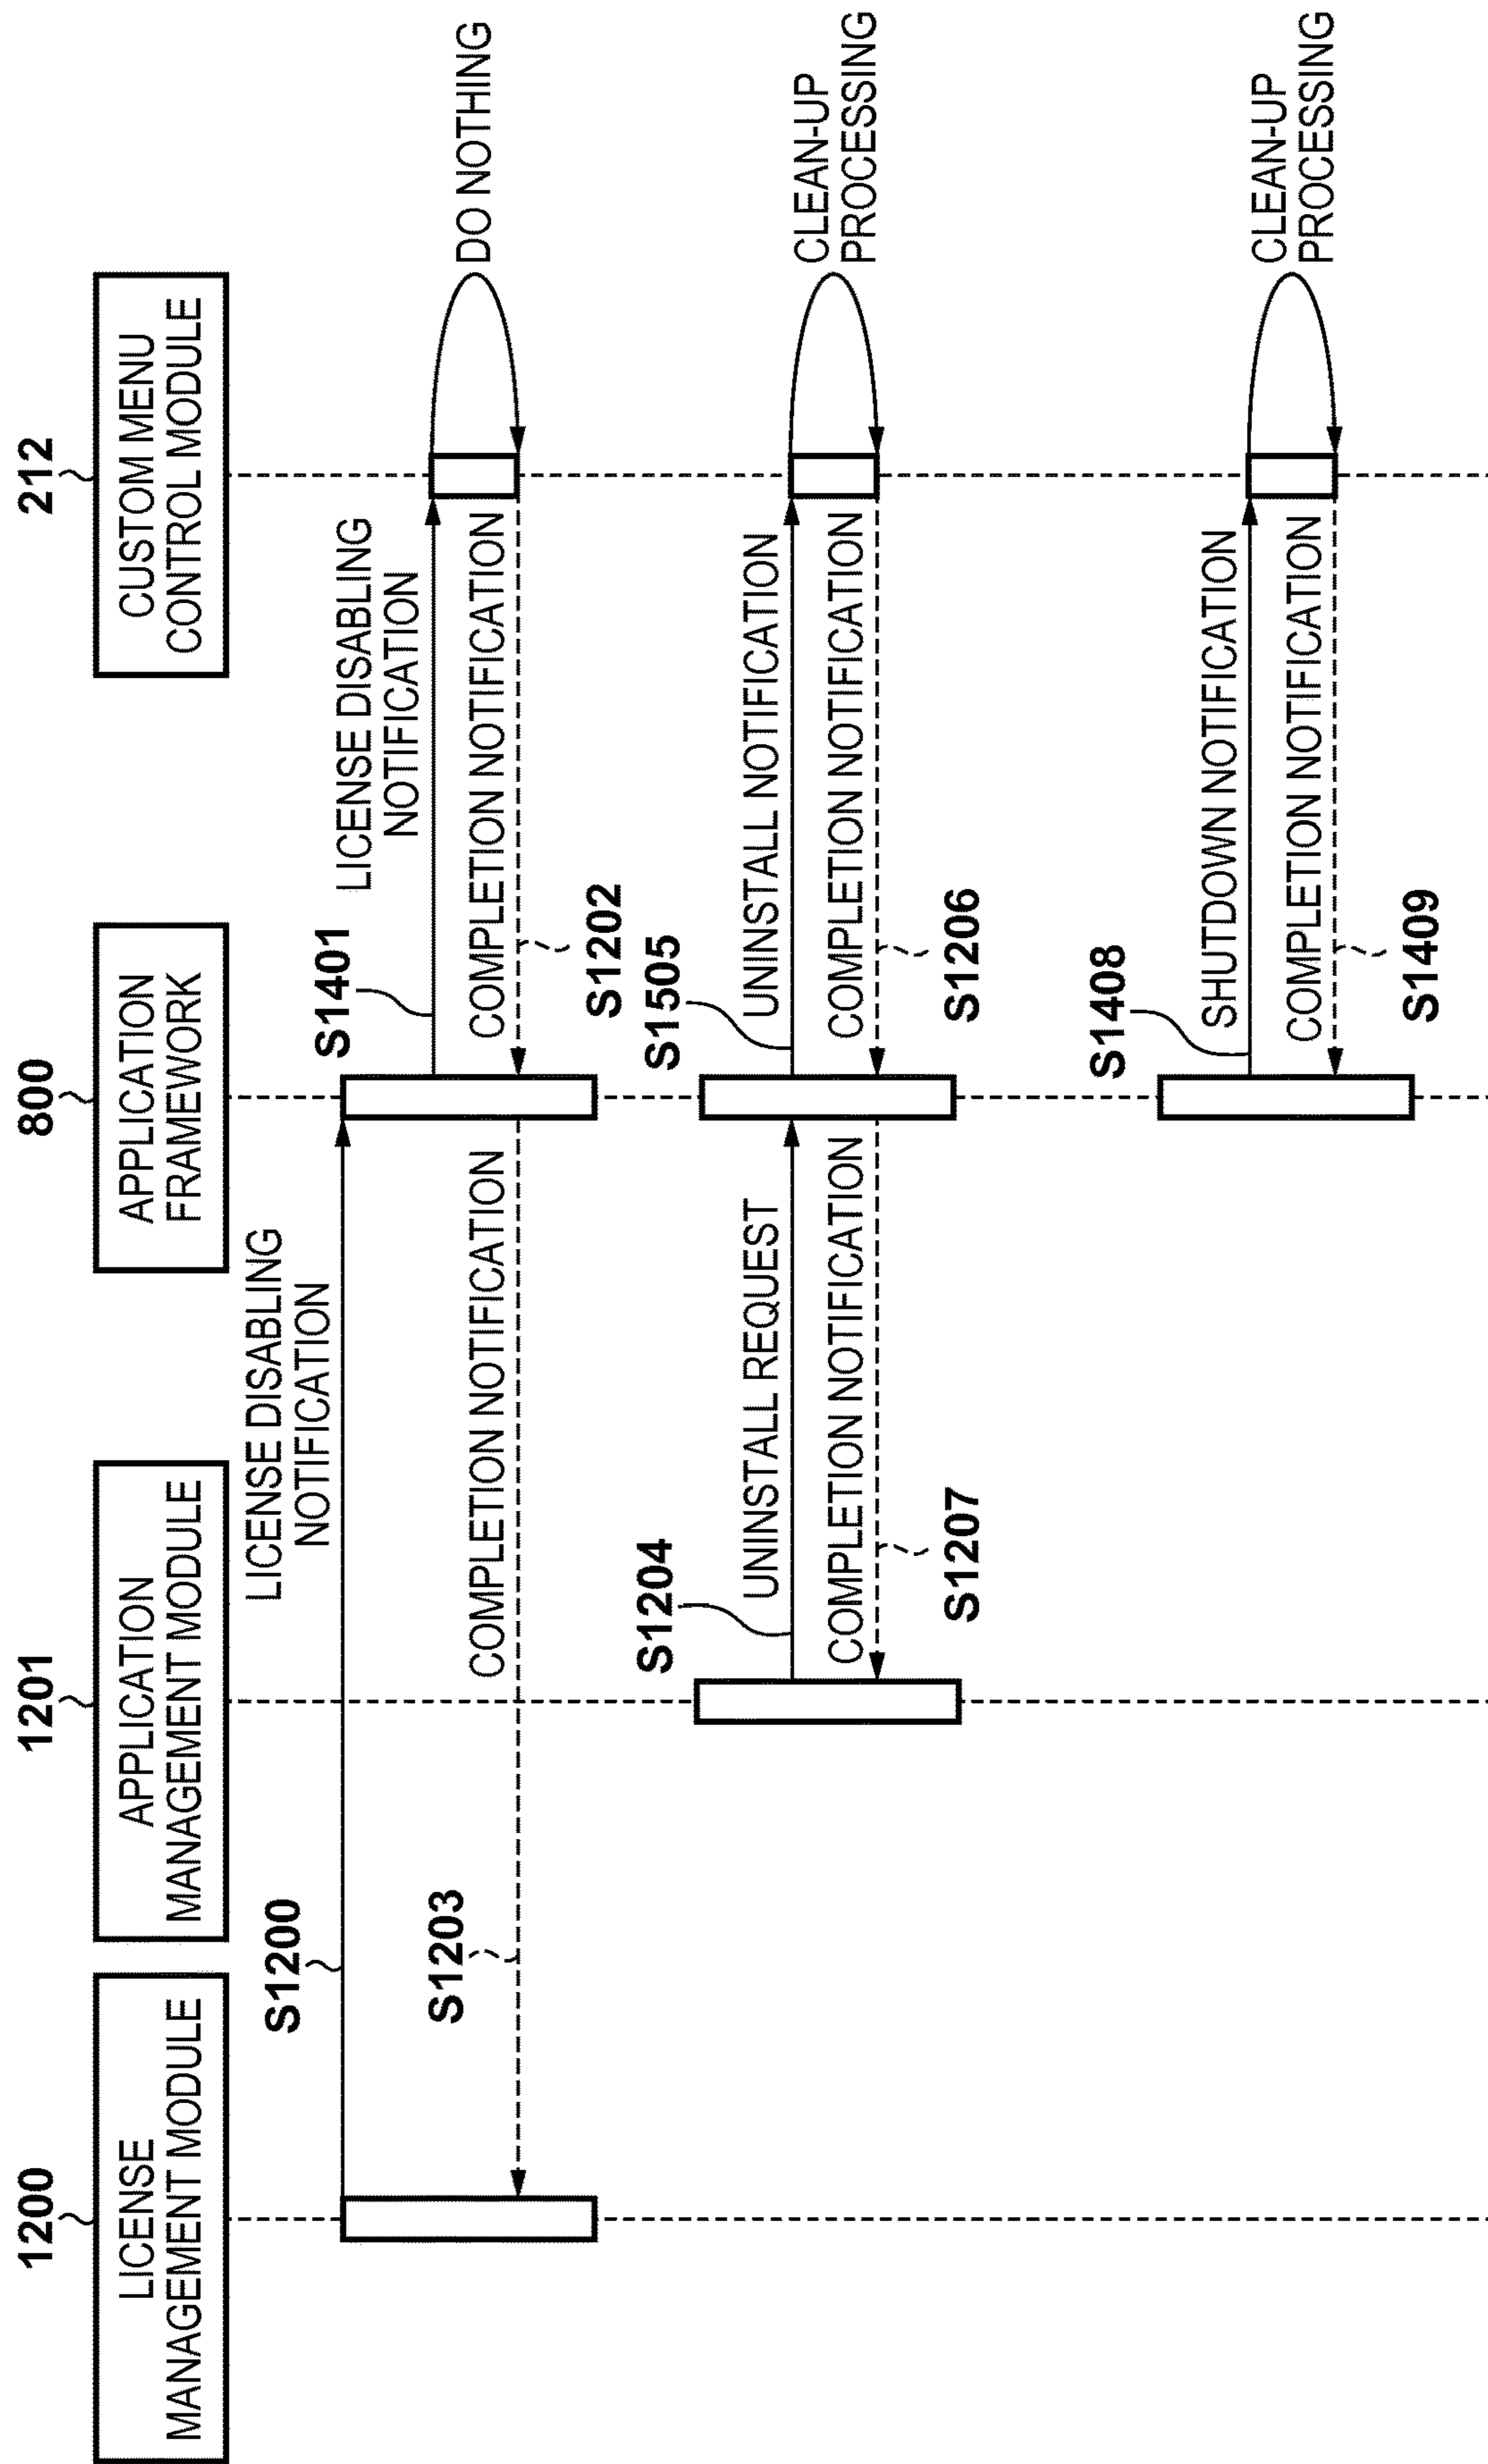 1200
LICENSE
MANAGEMENT MODULE
1201
APPLICATION
MANAGEMENT MODULE
800
APPLICATION
FRAMEWORK
212
CUSTOM MENU
CONTROL MODULE
S1200
LICENSE DISABLING
NOTIFICATION
S1401
LICENSE DISABLING
NOTIFICATION
DO NOTHING
S1203
COMPLETION NOTIFICATION
COMPLETION NOTIFICATION
S1202
S1204
UNINSTALL REQUEST
S1505
UNINSTALL NOTIFICATION
CLEAN-UP
PROCESSING
COMPLETION NOTIFICATION
S1207
COMPLETION NOTIFICATION
S1206
S1408
SHUTDOWN NOTIFICATION
CLEAN-UP
PROCESSING
COMPLETION NOTIFICATION
S1409